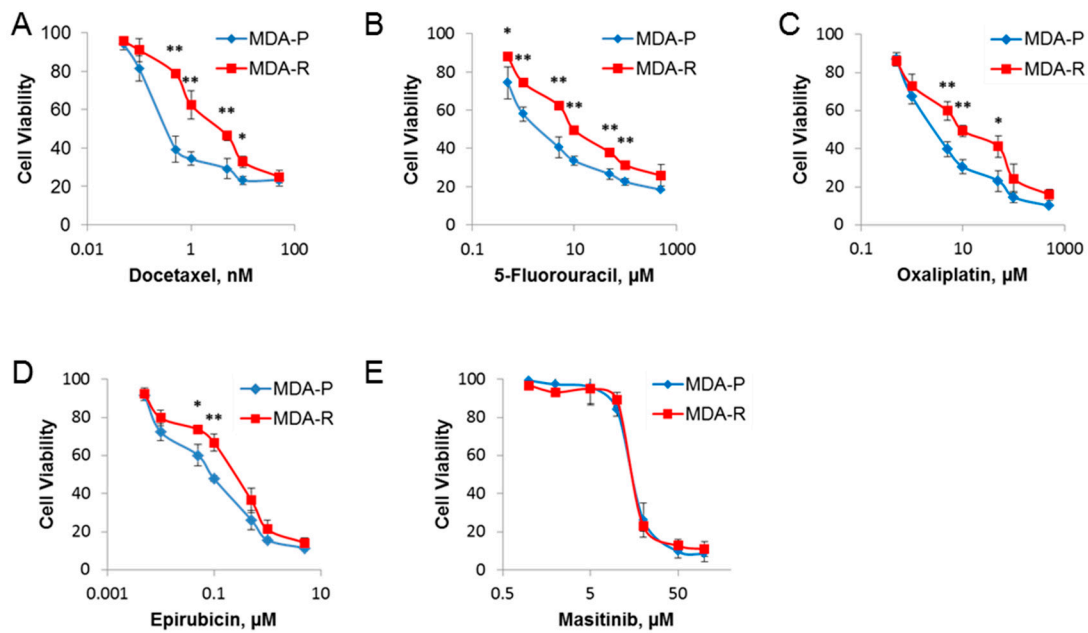 A
Cell Viability
100
80
60
40
20
0
0.01
1
100
Docetaxel, nM
MDA-P
MDA-R
**
**
**
*
B
Cell Viability
100
80
60
40
20
0
0.1
10
1000
5-Fluorouracil, µM
MDA-P
MDA-R
*
**
**
**
**
**
C
Cell Viability
100
80
60
40
20
0
0.1
10
1000
Oxaliplatin, µM
MDA-P
MDA-R
**
**
*
D
Cell Viability
100
80
60
40
20
0
0.001
0.1
10
Epirubicin, µM
MDA-P
MDA-R
*
**
E
Cell Viability
100
80
60
40
20
0
0.5
5
50
Masitinib, µM
MDA-P
MDA-R